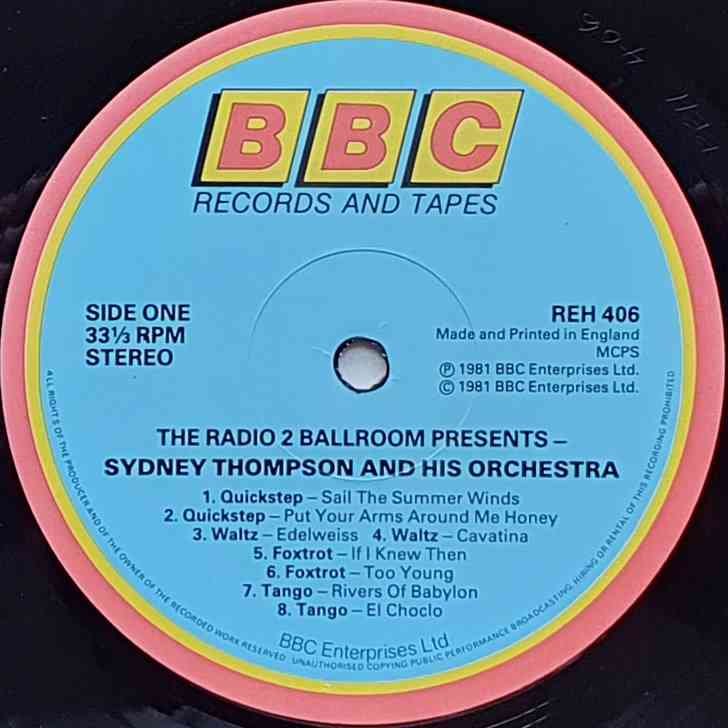 BBC
RECORDS AND TAPES
SIDE ONE
33⅓ RPM
STEREO
REH 406
Made and Printed in England
MCPS
Ⓟ 1981 BBC Enterprises Ltd.
© 1981 BBC Enterprises Ltd.
THE RADIO 2 BALLROOM PRESENTS –
SYDNEY THOMPSON AND HIS ORCHESTRA
1. Quickstep – Sail The Summer Winds
2. Quickstep – Put Your Arms Around Me Honey
3. Waltz – Edelweiss 4. Waltz – Cavatina
5. Foxtrot – If I Knew Then
6. Foxtrot – Too Young
7. Tango – Rivers Of Babylon
8. Tango – El Choclo
BBC Enterprises Ltd
ALL RIGHTS OF THE PRODUCER AND OF THE OWNER OF THE RECORDED WORK RESERVED. UNAUTHORISED COPYING PUBLIC PERFORMANCE BROADCASTING, HIRING OR RENTAL OF THIS RECORDING PROHIBITED